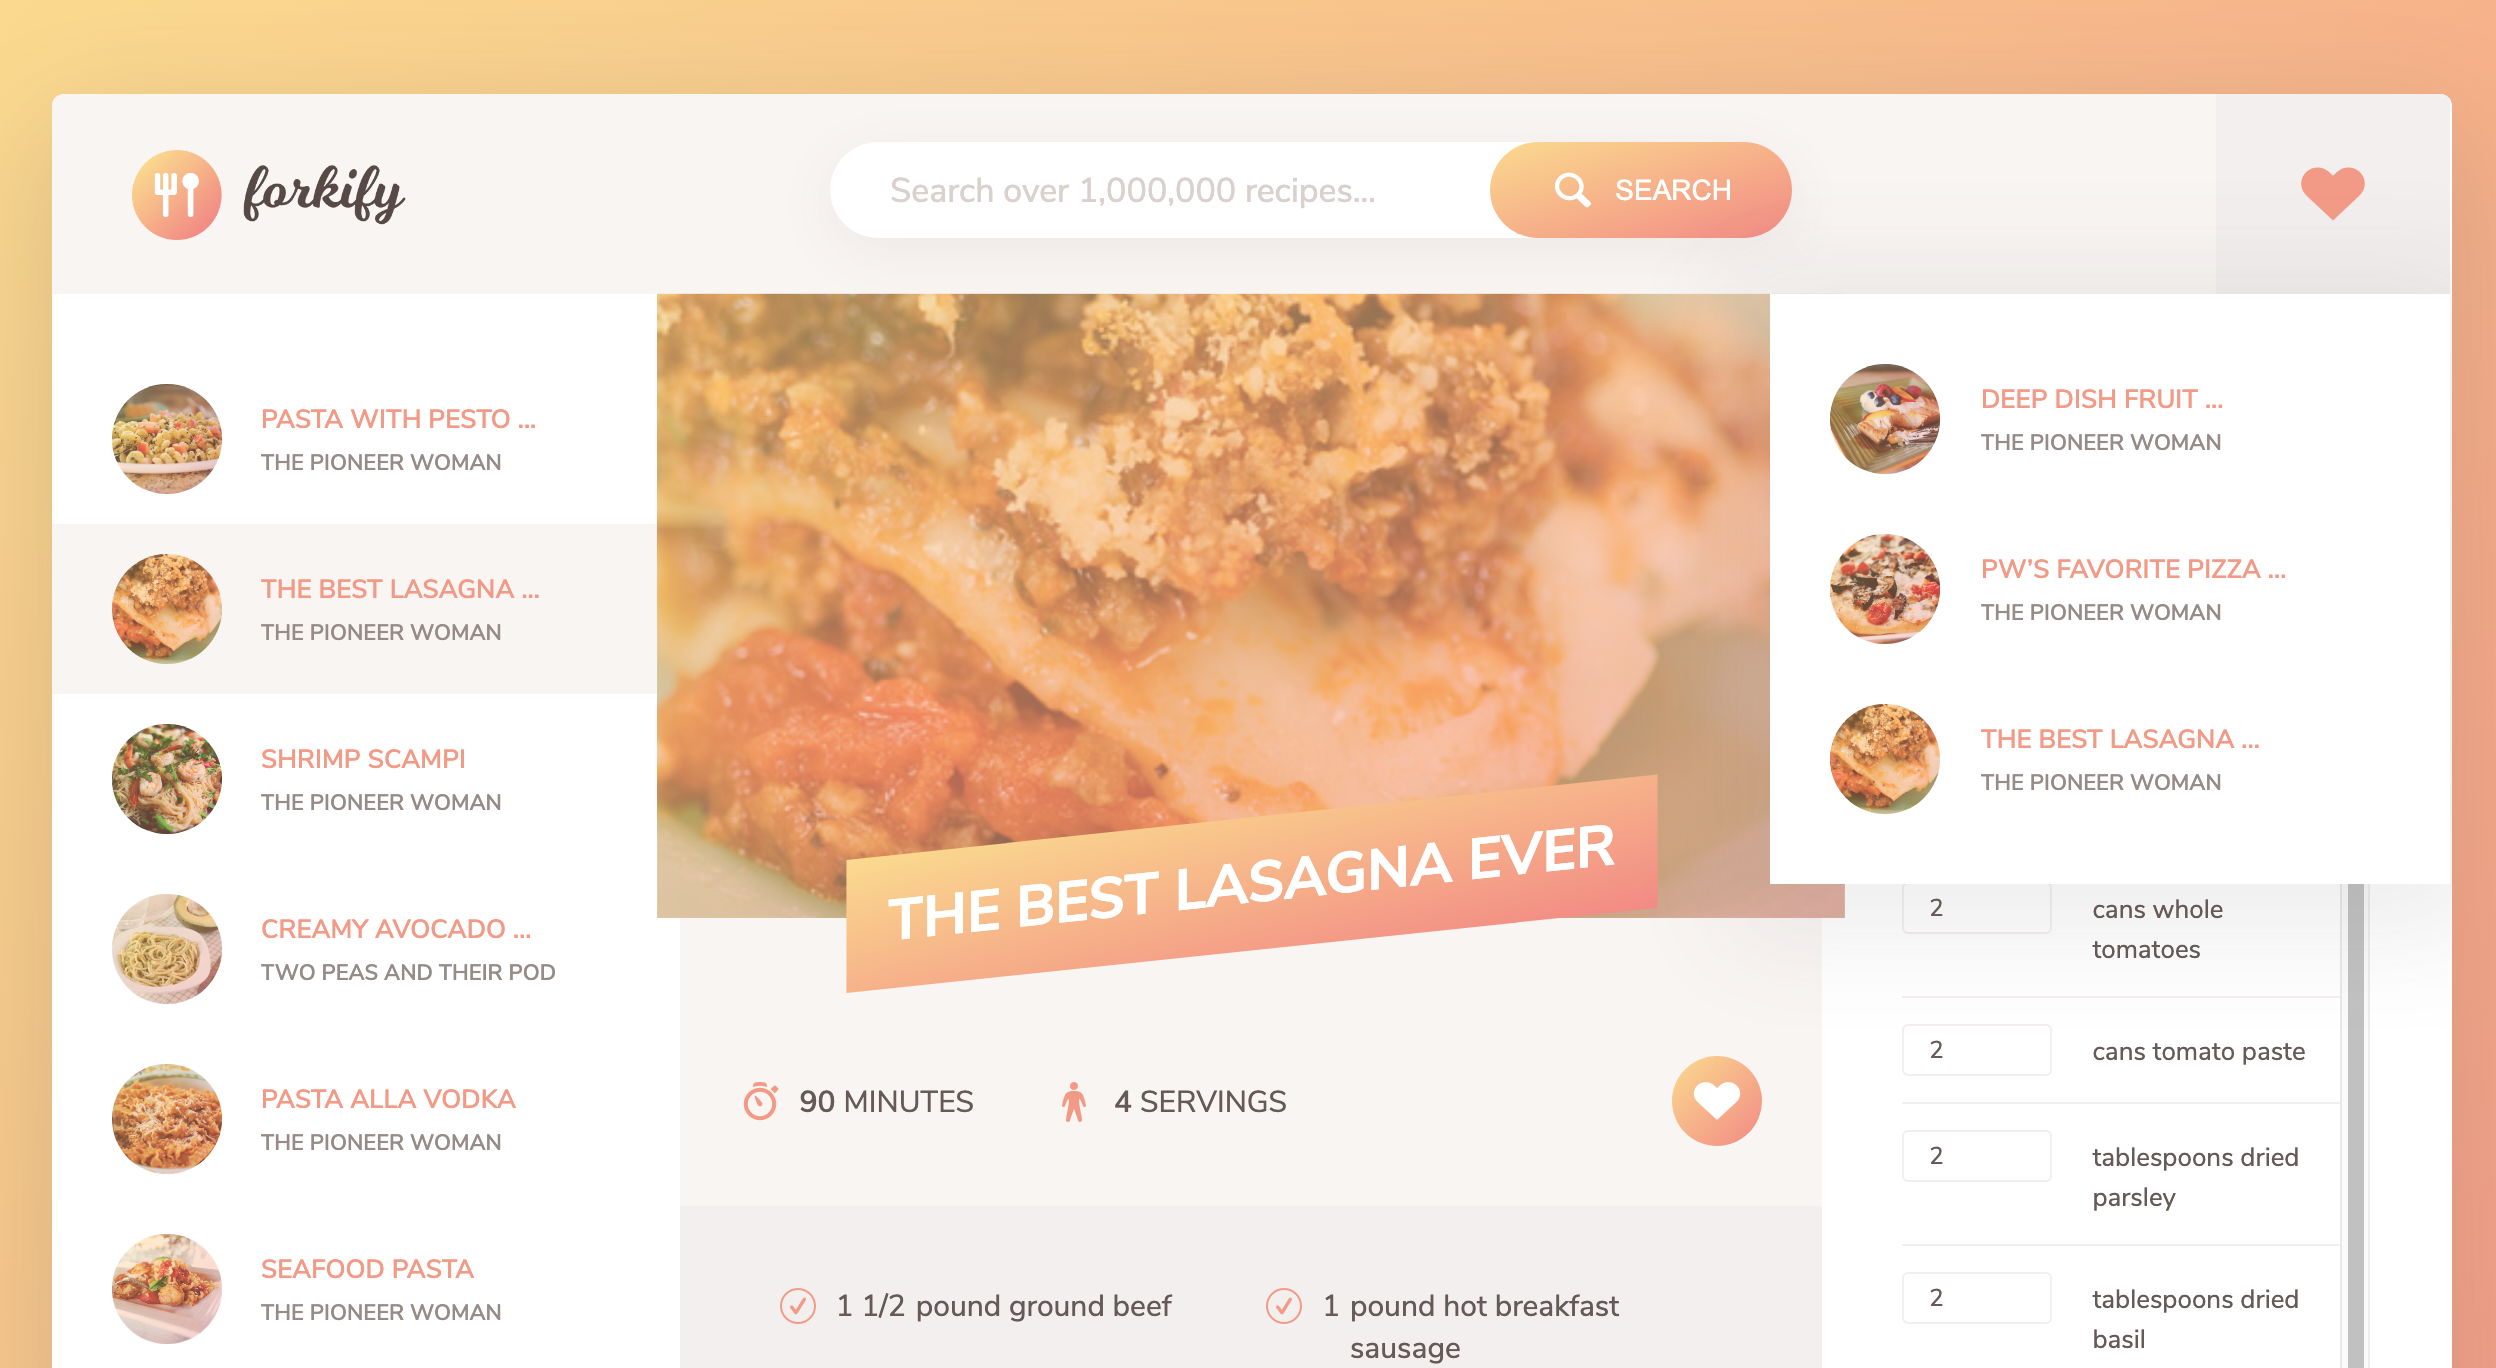 forkify
Search over 1,000,000 recipes...
SEARCH
PASTA WITH PESTO ...
THE PIONEER WOMAN
THE BEST LASAGNA ...
THE PIONEER WOMAN
SHRIMP SCAMPI
THE PIONEER WOMAN
CREAMY AVOCADO ...
TWO PEAS AND THEIR POD
PASTA ALLA VODKA
THE PIONEER WOMAN
SEAFOOD PASTA
THE PIONEER WOMAN
THE BEST LASAGNA EVER
90 MINUTES
4 SERVINGS
1 1/2 pound ground beef
1 pound hot breakfast
sausage
DEEP DISH FRUIT ...
THE PIONEER WOMAN
PW'S FAVORITE PIZZA ...
THE PIONEER WOMAN
THE BEST LASAGNA ...
THE PIONEER WOMAN
2 cans whole
tomatoes
2 cans tomato paste
2 tablespoons dried
parsley
2 tablespoons dried
basil